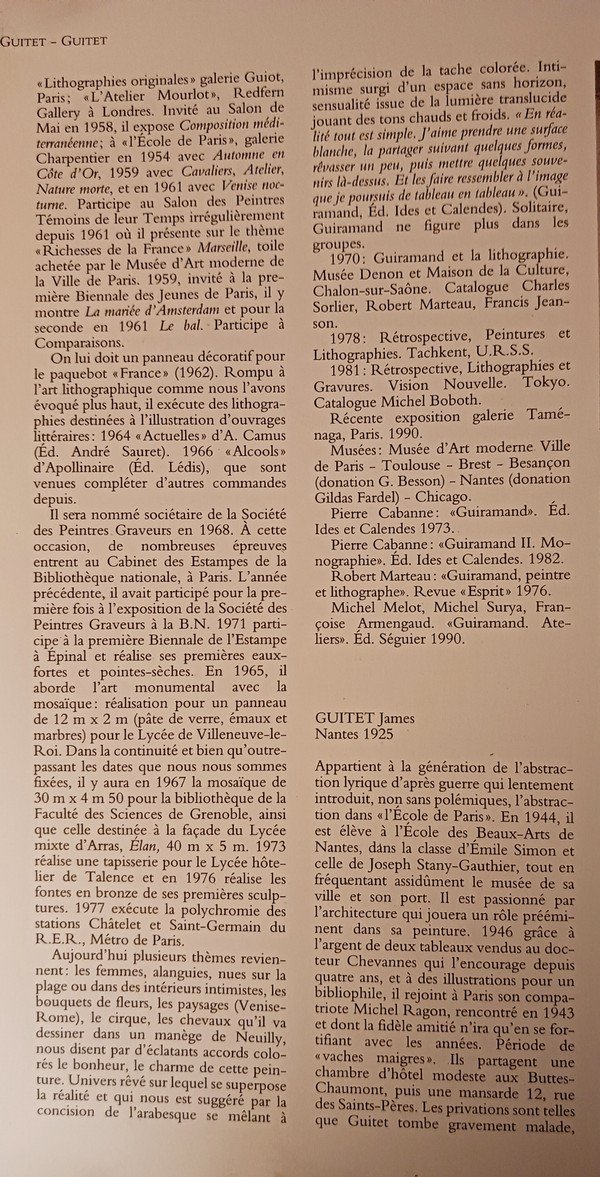 GUITET – GUITET
«Lithographies originales» galerie Guiot,
Paris; «L'Atelier Mourlot», Redfern
Gallery à Londres. Invité au Salon de
Mai en 1958, il expose Composition médi-
terranéenne; à «l'École de Paris», galerie
Charpentier en 1954 avec Automne en
Côte d'Or, 1959 avec Cavaliers, Atelier,
Nature morte, et en 1961 avec Venise noc-
turne. Participe au Salon des Peintres
Témoins de leur Temps irrégulièrement
depuis 1961 où il présente sur le thème
«Richesses de la France» Marseille, toile
achetée par le Musée d'Art moderne de
la Ville de Paris. 1959, invité à la pre-
mière Biennale des Jeunes de Paris, il y
montre La mariée d'Amsterdam et pour la
seconde en 1961 Le bal. Participe à
Comparaisons.
On lui doit un panneau décoratif pour
le paquebot «France» (1962). Rompu à
l'art lithographique comme nous l'avons
évoqué plus haut, il exécute des lithogra-
phies destinées à l'illustration d'ouvrages
littéraires: 1964 «Actuelles» d'A. Camus
(Éd. André Sauret). 1966 «Alcools»
d'Apollinaire (Éd. Lédis), que sont
venues compléter d'autres commandes
depuis.
Il sera nommé sociétaire de la Société
des Peintres Graveurs en 1968. À cette
occasion, de nombreuses épreuves
entrent au Cabinet des Estampes de la
Bibliothèque nationale, à Paris. L'année
précédente, il avait participé pour la pre-
mière fois à l'exposition de la Société des
Peintres Graveurs à la B.N. 1971 parti-
cipe à la première Biennale de l'Estampe
à Épinal et réalise ses premières eaux-
fortes et pointes-sèches. En 1965, il
aborde l'art monumental avec la
mosaïque: réalisation pour un panneau
de 12 m x 2 m (pâte de verre, émaux et
marbres) pour le Lycée de Villeneuve-le-
Roi. Dans la continuité et bien qu'outre-
passant les dates que nous nous sommes
fixées, il y aura en 1967 la mosaïque de
30 m x 4 m 50 pour la bibliothèque de la
Faculté des Sciences de Grenoble, ainsi
que celle destinée à la façade du Lycée
mixte d'Arras, Élan, 40 m x 5 m. 1973
réalise une tapisserie pour le Lycée hôte-
lier de Talence et en 1976 réalise les
fontes en bronze de ses premières sculp-
tures. 1977 exécute la polychromie des
stations Châtelet et Saint-Germain du
R.E.R., Métro de Paris.
Aujourd'hui plusieurs thèmes revien-
nent: les femmes, alanguies, nues sur la
plage ou dans des intérieurs intimistes, les
bouquets de fleurs, les paysages (Venise-
Rome), le cirque, les chevaux qu'il va
dessiner dans un manège de Neuilly,
nous disent par d'éclatants accords colo-
rés le bonheur, le charme de cette pein-
ture. Univers rêvé sur lequel se superpose
la réalité et qui nous est suggéré par la
concision de l'arabesque se mêlant à
l'imprécision de la tache colorée. Inti-
misme surgi d'un espace sans horizon,
sensualité issue de la lumière translucide
jouant des tons chauds et froids. «En réa-
lité tout est simple. J'aime prendre une surface
blanche, la partager suivant quelques formes,
rêvasser un peu, puis mettre quelques souve-
nirs là-dessus. Et les faire ressembler à l'image
que je poursuis de tableau en tableau». (Gui-
ramand, Éd. Ides et Calendes). Solitaire,
Guiramand ne figure plus dans les
groupes.
1970: Guiramand et la lithographie.
Musée Denon et Maison de la Culture,
Chalon-sur-Saône. Catalogue Charles
Sorlier, Robert Marteau, Francis Jean-
son.
1978: Rétrospective, Peintures et
Lithographies. Tachkent, U.R.S.S.
1981: Rétrospective, Lithographies et
Gravures. Vision Nouvelle. Tokyo.
Catalogue Michel Boboth.
Récente exposition galerie Tamé-
naga, Paris. 1990.
Musées: Musée d'Art moderne Ville
de Paris – Toulouse – Brest – Besançon
(donation G. Besson) – Nantes (donation
Gildas Fardel) – Chicago.
Pierre Cabanne: «Guiramand». Éd.
Ides et Calendes 1973.
Pierre Cabanne: «Guiramand II. Mo-
nographie». Éd. Ides et Calendes. 1982.
Robert Marteau: «Guiramand, peintre
et lithographe». Revue «Esprit» 1976.
Michel Melot, Michel Surya, Fran-
çoise Armengaud. «Guiramand. Ate-
liers». Éd. Séguier 1990.
GUITET James
Nantes 1925
Appartient à la génération de l'abstrac-
tion lyrique d'après guerre qui lentement
introduit, non sans polémiques, l'abstrac-
tion dans «l'École de Paris». En 1944, il
est élève à l'École des Beaux-Arts de
Nantes, dans la classe d'Émile Simon et
celle de Joseph Stany-Gauthier, tout en
fréquentant assidûment le musée de sa
ville et son port. Il est passionné par
l'architecture qui jouera un rôle préémi-
nent dans sa peinture. 1946 grâce à
l'argent de deux tableaux vendus au doc-
teur Chevannes qui l'encourage depuis
quatre ans, et à des illustrations pour un
bibliophile, il rejoint à Paris son compa-
triote Michel Ragon, rencontré en 1943
et dont la fidèle amitié n'ira qu'en se for-
tifiant avec les années. Période de
«vaches maigres». Ils partagent une
chambre d'hôtel modeste aux Buttes-
Chaumont, puis une mansarde 12, rue
des Saints-Pères. Les privations sont telles
que Guitet tombe gravement malade,